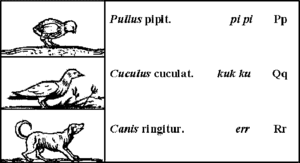 Pullus pipit. pi pi Pp
Cuculus cuculat. kuk ku Qq
Canis ringitur. err Rr